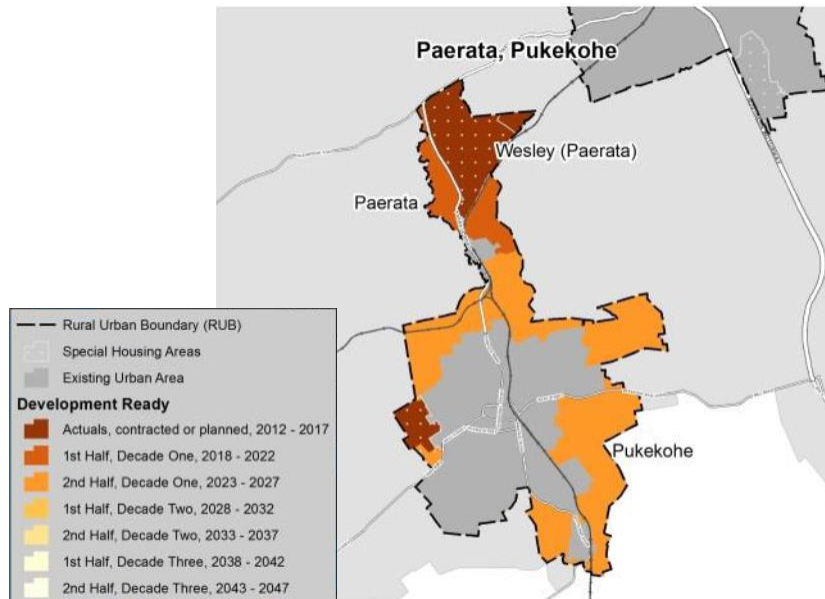 Paerata, Pukekohe
Wesley (Paerata)
Paerata
Pukekohe
Rural Urban Boundary (RUB)
Special Housing Areas
Existing Urban Area
Development Ready
Actuals, contracted or planned, 2012 - 2017
1st Half, Decade One, 2018 - 2022
2nd Half, Decade One, 2023 - 2027
1st Half, Decade Two, 2028 - 2032
2nd Half, Decade Two, 2033 - 2037
1st Half, Decade Three, 2038 - 2042
2nd Half, Decade Three, 2043 - 2047